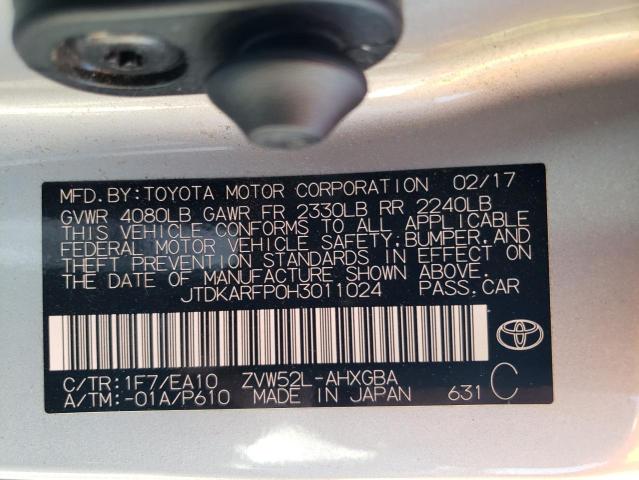 MFD.BY:TOYOTA MOTOR CORPORATION 02/17
GVWR 4080LB GAWR FR 2330LB RR 2240LB
THIS VEHICLE CONFORMS TO ALL APPLICABLE
FEDERAL MOTOR VEHICLE SAFETY,BUMPER,AND
THEFT PREVENTION STANDARDS IN EFFECT ON
THE DATE OF MANUFACTURE SHOWN ABOVE.
JTDKARFP0H3011024 PASS.CAR
C/TR:1F7/EA10 ZVW52L-AHXGBA
A/TM:-01A/P610 MADE IN JAPAN 631 C